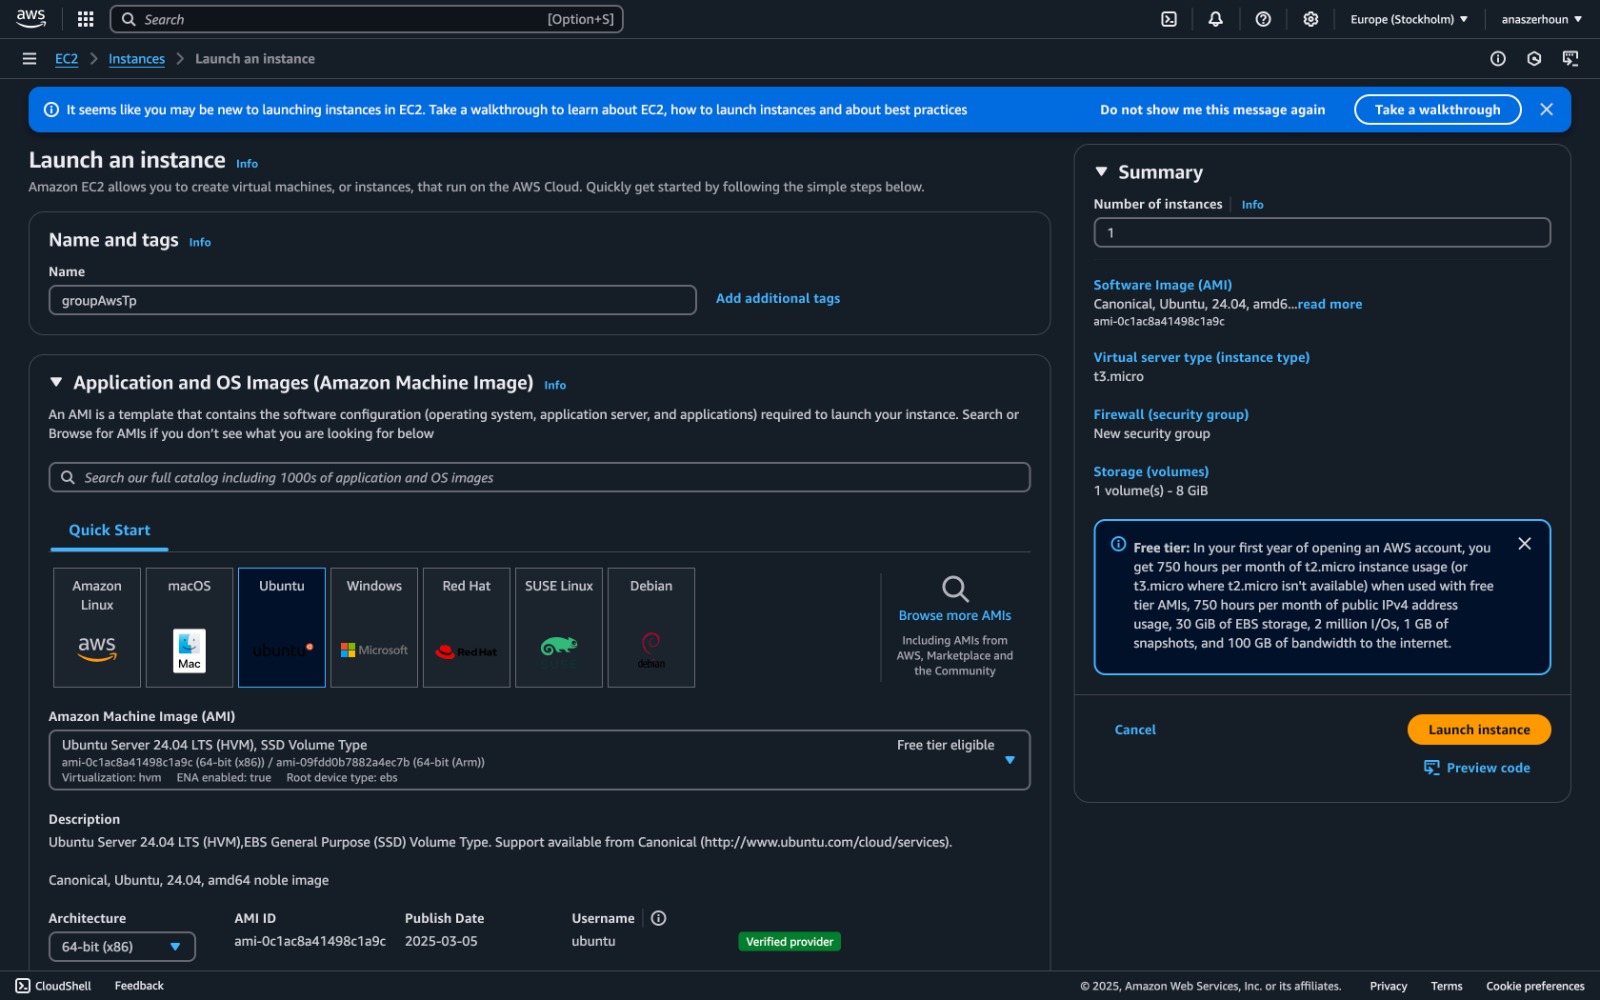 aws
Search [Option+S]
Europe (Stockholm)
anaszerhoun
EC2 > Instances > Launch an instance
It seems like you may be new to launching instances in EC2. Take a walkthrough to learn about EC2, how to launch instances and about best practices
Do not show me this message again
Take a walkthrough
Launch an instance Info
Amazon EC2 allows you to create virtual machines, or instances, that run on the AWS Cloud. Quickly get started by following the simple steps below.
Name and tags Info
Name
groupAwsTp
Add additional tags
Application and OS Images (Amazon Machine Image) Info
An AMI is a template that contains the software configuration (operating system, application server, and applications) required to launch your instance. Search or
Browse for AMIs if you don't see what you are looking for below
Search our full catalog including 1000s of application and OS images
Quick Start
Amazon
Linux
aws
macOS
Mac
Ubuntu
ubuntu
Windows
Microsoft
Red Hat
Red Hat
SUSE Linux
Debian
debian
Browse more AMIs
Including AMIs from
AWS, Marketplace and
the Community
Amazon Machine Image (AMI)
Ubuntu Server 24.04 LTS (HVM), SSD Volume Type
Free tier eligible
ami-0c1ac8a41498c1a9c (64-bit (x86)) / ami-09fdd0b7882a4ec7b (64-bit (Arm))
Virtualization: hvm ENA enabled: true Root device type: ebs
Description
Ubuntu Server 24.04 LTS (HVM),EBS General Purpose (SSD) Volume Type. Support available from Canonical (http://www.ubuntu.com/cloud/services).
Canonical, Ubuntu, 24.04, amd64 noble image
Architecture
64-bit (x86)
AMI ID
ami-0c1ac8a41498c1a9c
Publish Date
2025-03-05
Username
ubuntu
Verified provider
Summary
Number of instances Info
1
Software Image (AMI)
Canonical, Ubuntu, 24.04, amd6...read more
ami-0c1ac8a41498c1a9c
Virtual server type (instance type)
t3.micro
Firewall (security group)
New security group
Storage (volumes)
1 volume(s) - 8 GiB
Free tier: In your first year of opening an AWS account, you
get 750 hours per month of t2.micro instance usage (or
t3.micro where t2.micro isn't available) when used with free
tier AMIs, 750 hours per month of public IPv4 address
usage, 30 GiB of EBS storage, 2 million I/Os, 1 GB of
snapshots, and 100 GB of bandwidth to the internet.
Cancel
Launch instance
Preview code
CloudShell Feedback
© 2025, Amazon Web Services, Inc. or its affiliates. Privacy Terms Cookie preferences